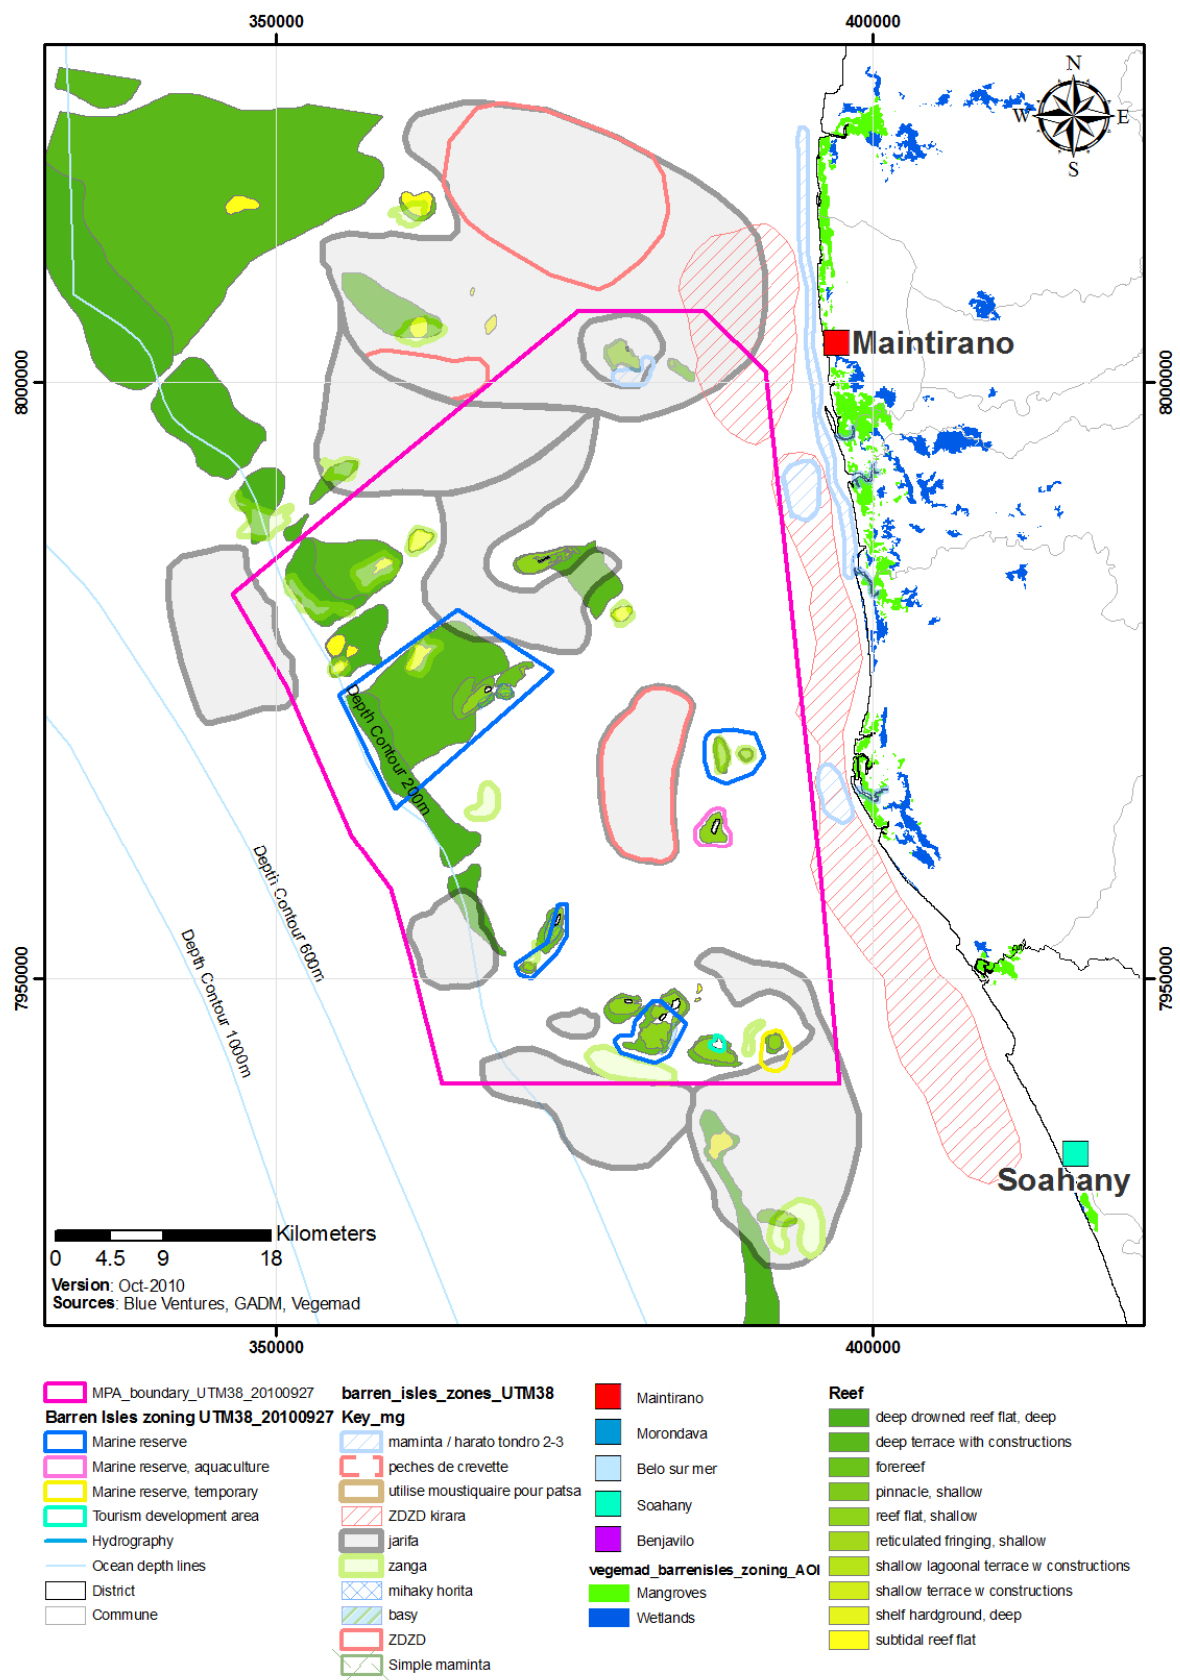 350000
400000
N
W
E
S
Maintirano
8000000
8000000
Depth Contour 200m
Depth Contour 600m
Depth Contour 1000m
7950000
7950000
Soahany
Kilometers
0 4.5 9 18
Version: Oct-2010
Sources: Blue Ventures, GADM, Vegemad
350000
400000
MPA_boundary_UTM38_20100927
Barren Isles zoning UTM38_20100927
Marine reserve
Marine reserve, aquaculture
Marine reserve, temporary
Tourism development area
Hydrography
Ocean depth lines
District
Commune
barren_isles_zones_UTM38
Key_mg
maminta / harato tondro 2-3
peches de crevette
utilise moustiquaire pour patsa
ZDZD kirara
jarifa
zanga
mihaky horita
basy
ZDZD
Simple maminta
Maintirano
Morondava
Belo sur mer
Soahany
Benjavilo
vegemad_barrenisles_zoning_AOI
Mangroves
Wetlands
Reef
deep drowned reef flat, deep
deep terrace with constructions
forereef
pinnacle, shallow
reef flat, shallow
reticulated fringing, shallow
shallow lagoonal terrace w constructions
shallow terrace w constructions
shelf hardground, deep
subtidal reef flat